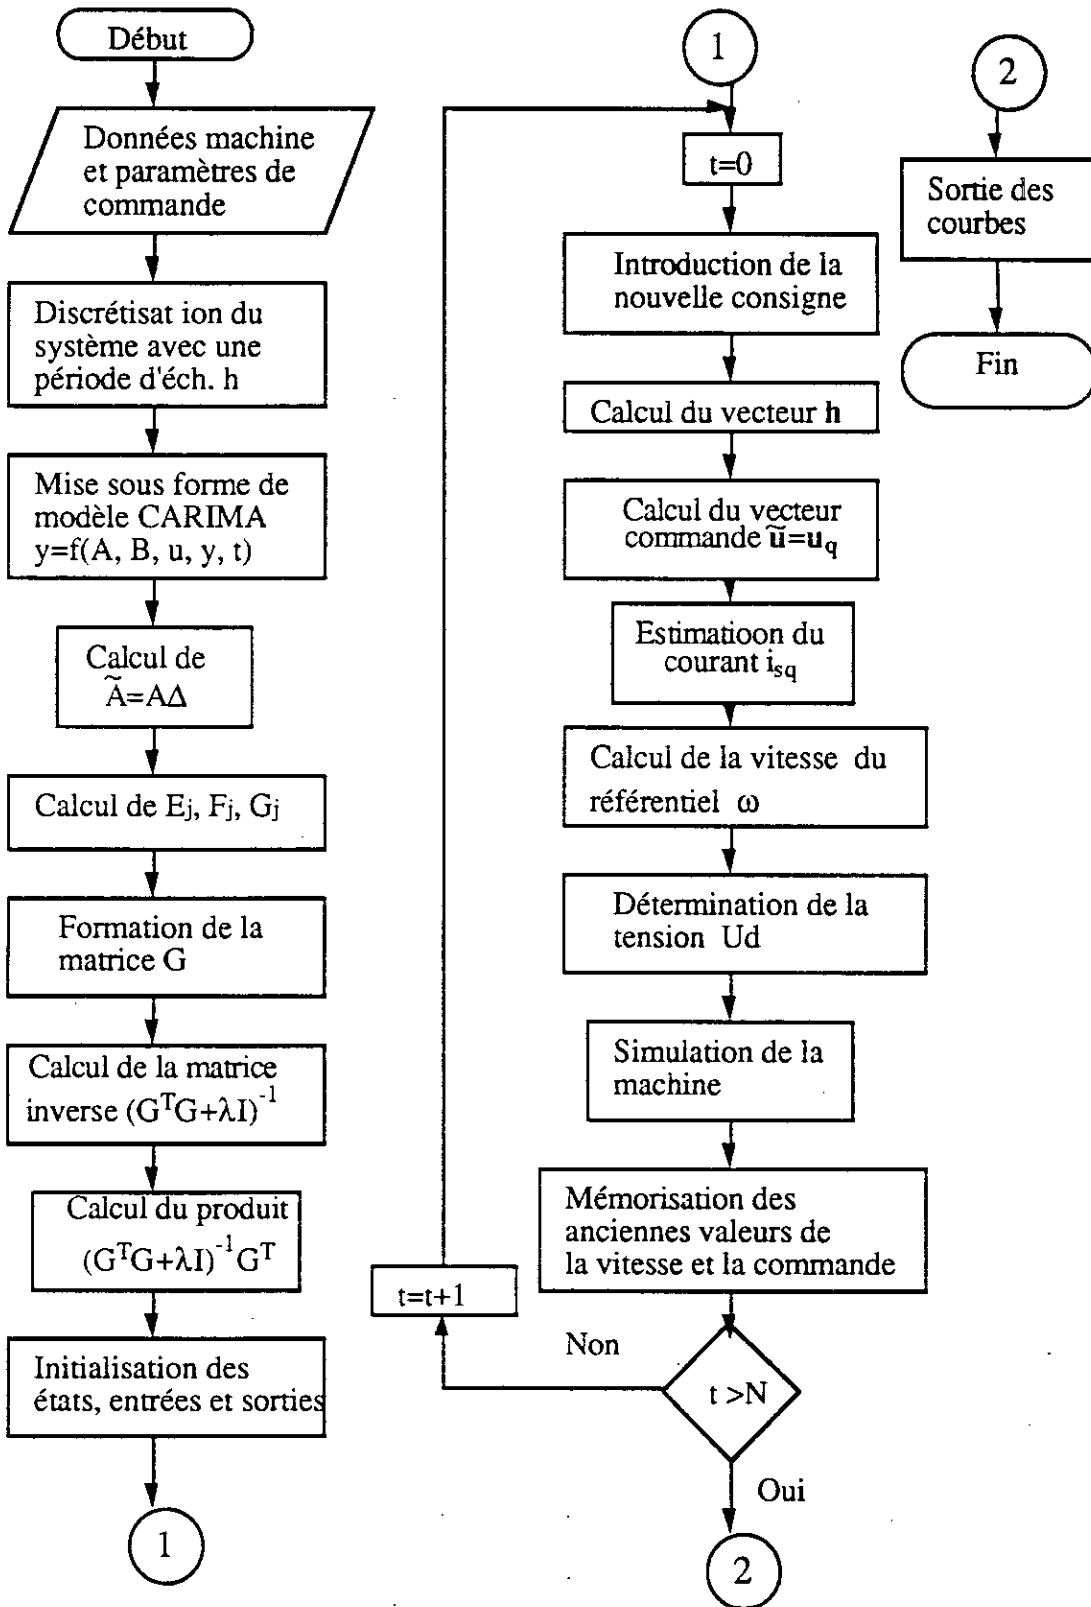 Début
Données machine
et paramètres de
commande
Discrétisat ion du
système avec une
période d'éch. h
Mise sous forme de
modèle CARIMA
y=f(A, B, u, y, t)
Calcul de
Ã=AΔ
Calcul de Ej, Fj, Gj
Formation de la
matrice G
Calcul de la matrice
inverse (GᵀG+λI)⁻¹
Calcul du produit
(GᵀG+λI)⁻¹Gᵀ
Initialisation des
états, entrées et sorties
1
1
t=0
Introduction de la
nouvelle consigne
Calcul du vecteur h
Calcul du vecteur
commande ũ=u_q
Estimatioon du
courant i_sq
Calcul de la vitesse du
référentiel ω
Détermination de la
tension Ud
Simulation de la
machine
Mémorisation des
anciennes valeurs de
la vitesse et la commande
t=t+1
Non
t >N
Oui
2
2
Sortie des
courbes
Fin